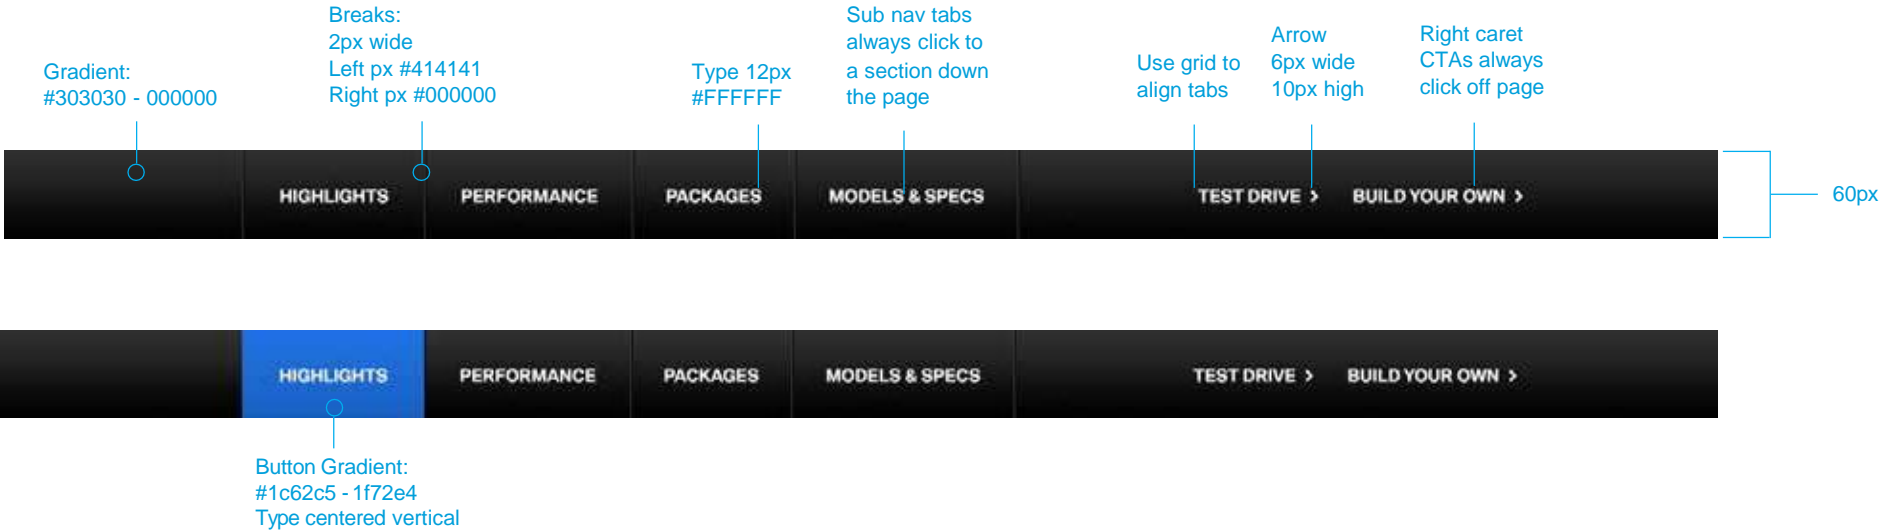 Gradient:
#303030 - 000000
Breaks:
2px wide
Left px #414141
Right px #000000
Type 12px
#FFFFFF
Sub nav tabs
always click to
a section down
the page
Use grid to
align tabs
Arrow
6px wide
10px high
Right caret
CTAs always
click off page
HIGHLIGHTS PERFORMANCE PACKAGES MODELS & SPECS TEST DRIVE > BUILD YOUR OWN >
60px
HIGHLIGHTS PERFORMANCE PACKAGES MODELS & SPECS TEST DRIVE > BUILD YOUR OWN >
Button Gradient:
#1c62c5 - 1f72e4
Type centered vertical